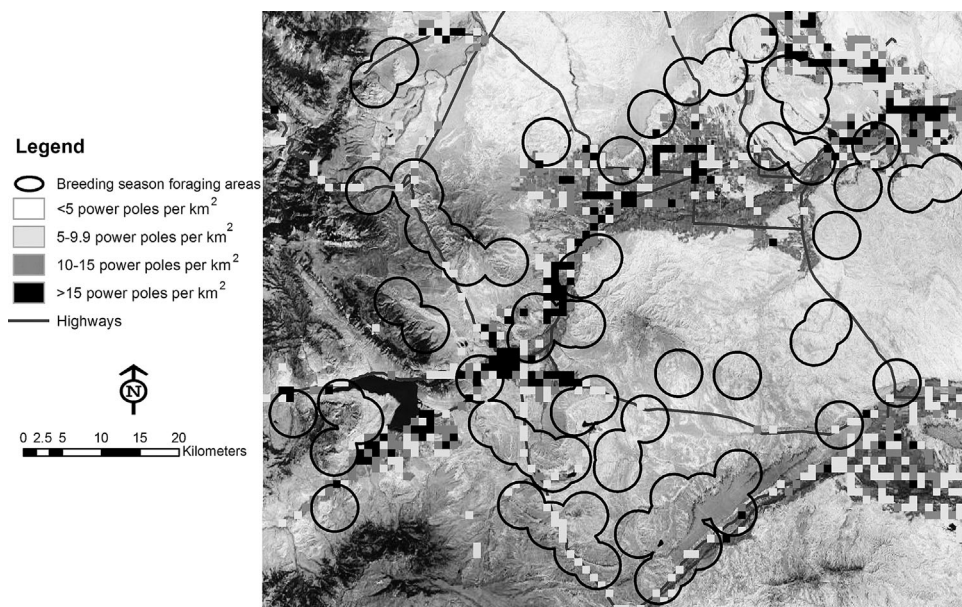 Legend
Breeding season foraging areas
<5 power poles per km²
5-9.9 power poles per km²
10-15 power poles per km²
>15 power poles per km²
Highways
N
0 2.5 5 10 15 20
Kilometers